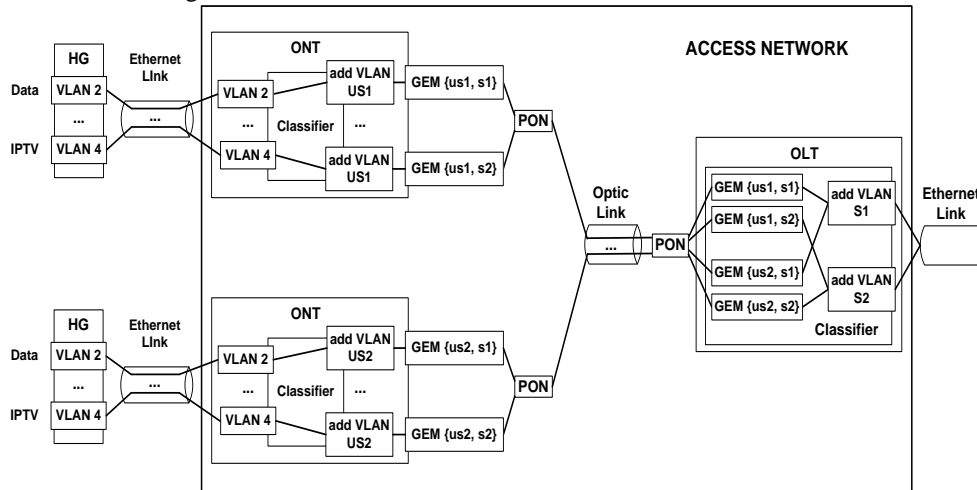 ACCESS NETWORK
HG
Ethernet
LInk
ONT
Data
VLAN 2
...
IPTV
VLAN 4
...
VLAN 2
...
VLAN 4
...
Classifier
add VLAN
US1
...
add VLAN
US1
GEM {us1, s1}
GEM {us1, s2}
PON
HG
Ethernet
LInk
ONT
Data
VLAN 2
...
IPTV
VLAN 4
...
VLAN 2
...
VLAN 4
...
Classifier
add VLAN
US2
...
add VLAN
US2
GEM {us2, s1}
GEM {us2, s2}
PON
Optic
Link
...
PON
OLT
GEM {us1, s1}
GEM {us1, s2}
GEM {us2, s1}
GEM {us2, s2}
add VLAN
S1
add VLAN
S2
Classifier
Ethernet
Link